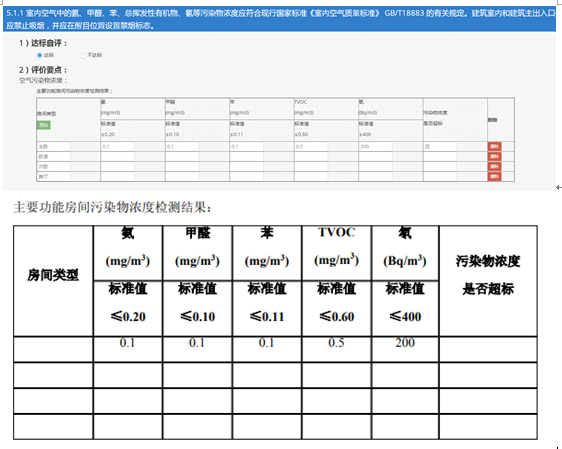 5.1.1 室内空气中的氨、甲醛、苯、总挥发性有机物、氡等污染物浓度应符合现行国家标准《室内空气质量标准》 GB/T18883 的有关规定。建筑室内和建筑主出入口
应禁止吸烟，并应在醒目位置设置禁烟标志。
1）达标自评：
达标 不达标
2）评价要点：
空气污染物浓度：
主要功能房间污染物浓度检测结果：
氨 甲醛 苯 TVOC 氡
房间类型 (mg/m3) (mg/m3) (mg/m3) (mg/m3) (Bq/m3) 污染物浓度 删除
标准值 标准值 标准值 标准值 标准值 是否超标
≤0.20 ≤0.10 ≤0.11 ≤0.60 ≤400
主卧 0.1 0.1 0.1 0.5 200 否 删除
卧室 删除
次卧 删除
客厅 删除
主要功能房间污染物浓度检测结果：
氨 甲醛 苯 TVOC 氡
(mg/m³) (mg/m³) (mg/m³) (mg/m³) (Bq/m³) 污染物浓度
房间类型 标准值 标准值 标准值 标准值 标准值 是否超标
≤0.20 ≤0.10 ≤0.11 ≤0.60 ≤400
0.1 0.1 0.1 0.5 200